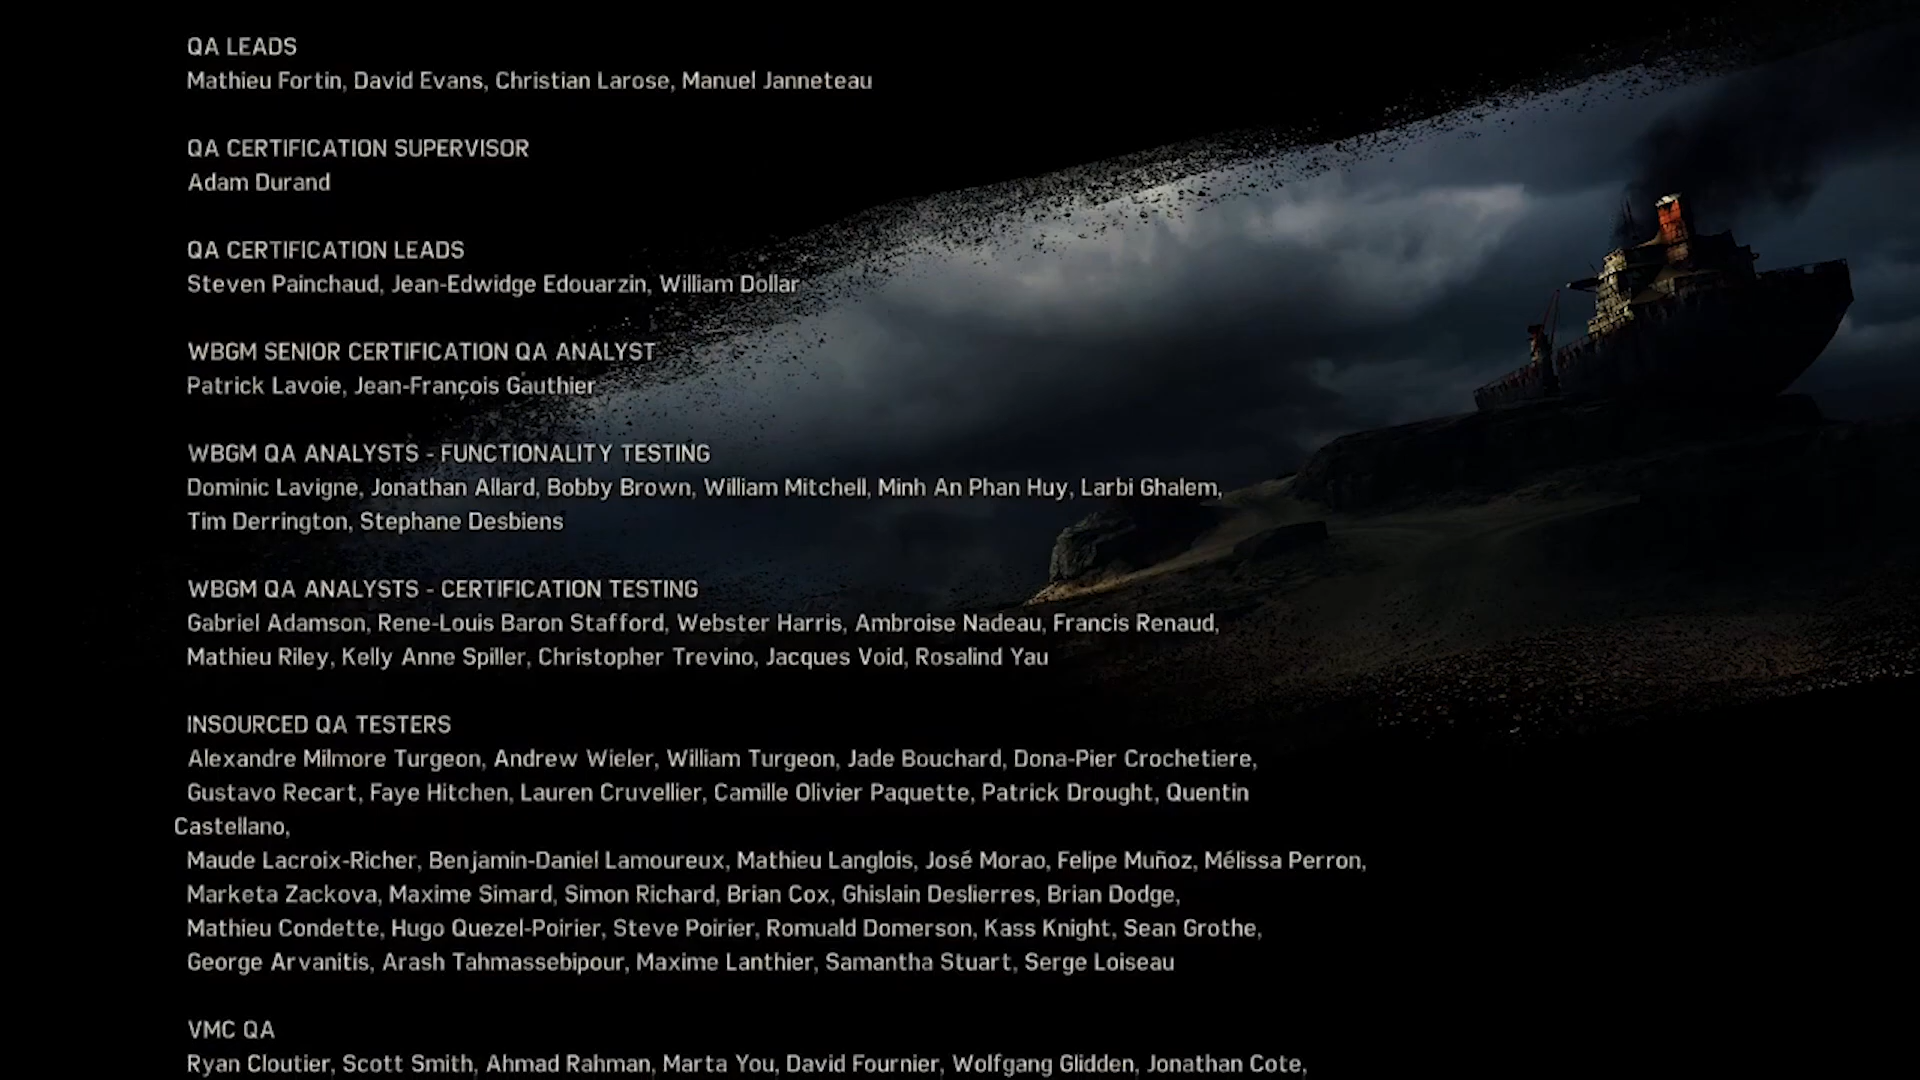 QA LEADS
Mathieu Fortin, David Evans, Christian Larose, Manuel Janneteau
QA CERTIFICATION SUPERVISOR
Adam Durand
QA CERTIFICATION LEADS
Steven Painchaud, Jean-Edwidge Edouarzin, William Dollar
WBGM SENIOR CERTIFICATION QA ANALYST
Patrick Lavoie, Jean-François Gauthier
WBGM QA ANALYSTS - FUNCTIONALITY TESTING
Dominic Lavigne, Jonathan Allard, Bobby Brown, William Mitchell, Minh An Phan Huy, Larbi Ghalem,
Tim Derrington, Stephane Desbiens
WBGM QA ANALYSTS - CERTIFICATION TESTING
Gabriel Adamson, Rene-Louis Baron Stafford, Webster Harris, Ambroise Nadeau, Francis Renaud,
Mathieu Riley, Kelly Anne Spiller, Christopher Trevino, Jacques Void, Rosalind Yau
INSOURCED QA TESTERS
Alexandre Milmore Turgeon, Andrew Wieler, William Turgeon, Jade Bouchard, Dona-Pier Crochetiere,
Gustavo Recart, Faye Hitchen, Lauren Cruvellier, Camille Olivier Paquette, Patrick Drought, Quentin
Castellano,
Maude Lacroix-Richer, Benjamin-Daniel Lamoureux, Mathieu Langlois, José Morao, Felipe Muñoz, Mélissa Perron,
Marketa Zackova, Maxime Simard, Simon Richard, Brian Cox, Ghislain Deslierres, Brian Dodge,
Mathieu Condette, Hugo Quezel-Poirier, Steve Poirier, Romuald Domerson, Kass Knight, Sean Grothe,
George Arvanitis, Arash Tahmassebipour, Maxime Lanthier, Samantha Stuart, Serge Loiseau
VMC QA
Ryan Cloutier, Scott Smith, Ahmad Rahman, Marta You, David Fournier, Wolfgang Glidden, Jonathan Cote,